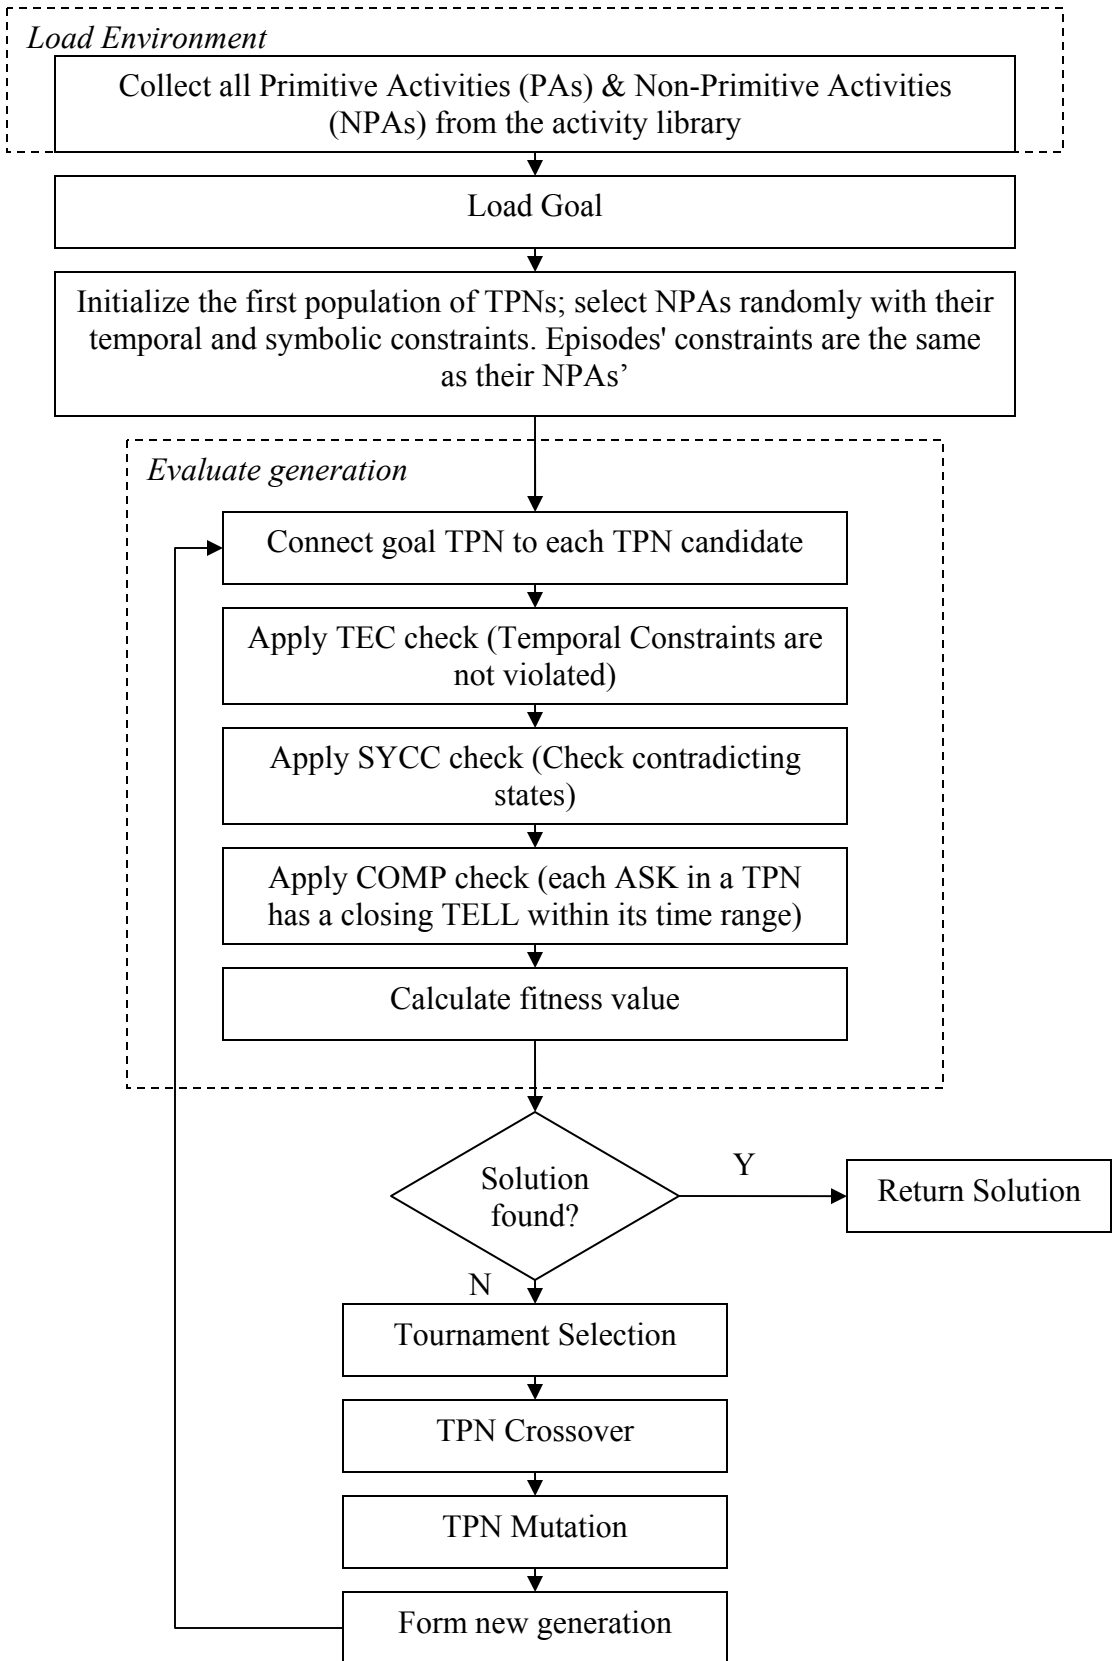 Load Environment
Collect all Primitive Activities (PAs) & Non-Primitive Activities
(NPAs) from the activity library
Load Goal
Initialize the first population of TPNs; select NPAs randomly with their
temporal and symbolic constraints. Episodes' constraints are the same
as their NPAs’
Evaluate generation
Connect goal TPN to each TPN candidate
Apply TEC check (Temporal Constraints are
not violated)
Apply SYCC check (Check contradicting
states)
Apply COMP check (each ASK in a TPN
has a closing TELL within its time range)
Calculate fitness value
Solution
found?
Y
Return Solution
N
Tournament Selection
TPN Crossover
TPN Mutation
Form new generation